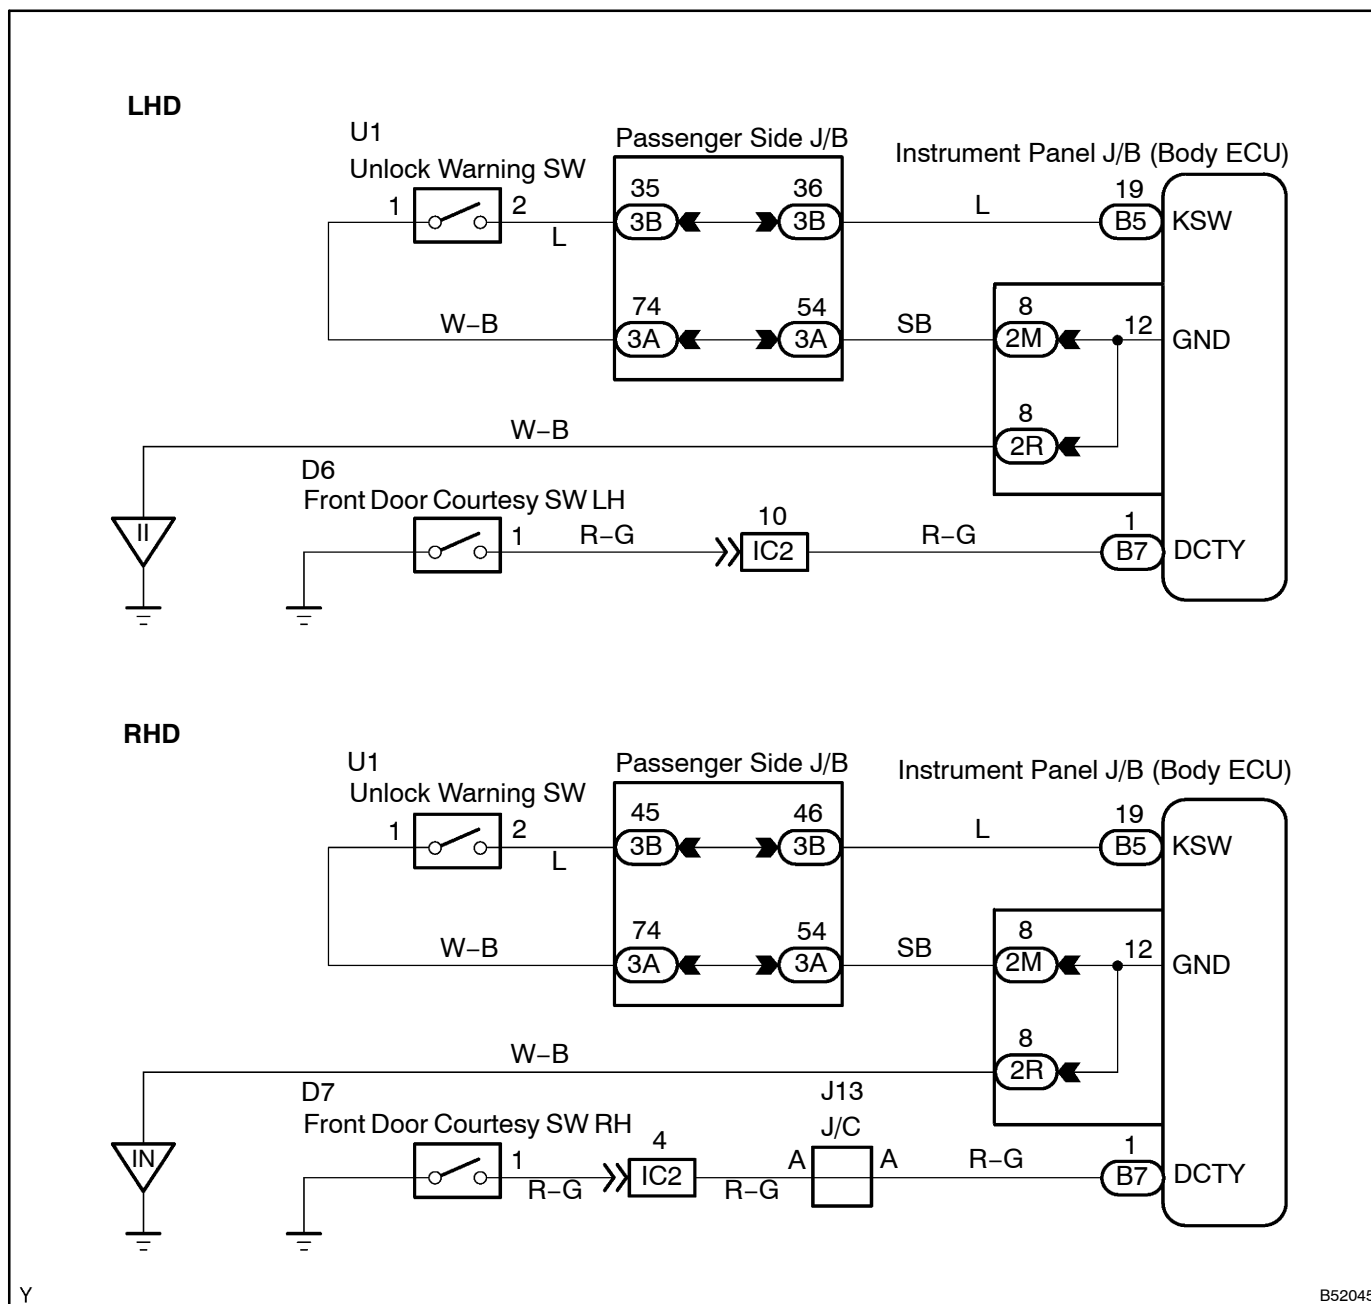 LHD
U1
Unlock Warning SW
Passenger Side J/B
Instrument Panel J/B (Body ECU)
1
2
L
35
3B
36
3B
L
19
B5
KSW
W–B
74
3A
54
3A
SB
8
2M
12
GND
W–B
8
2R
D6
Front Door Courtesy SW LH
II
1
R–G
10
IC2
R–G
1
B7
DCTY
RHD
U1
Unlock Warning SW
Passenger Side J/B
Instrument Panel J/B (Body ECU)
1
2
L
45
3B
46
3B
L
19
B5
KSW
W–B
74
3A
54
3A
SB
8
2M
12
GND
W–B
8
2R
D7
Front Door Courtesy SW RH
IN
1
R–G
4
IC2
R–G
J13
J/C
A
A
R–G
1
B7
DCTY
Y
B52045